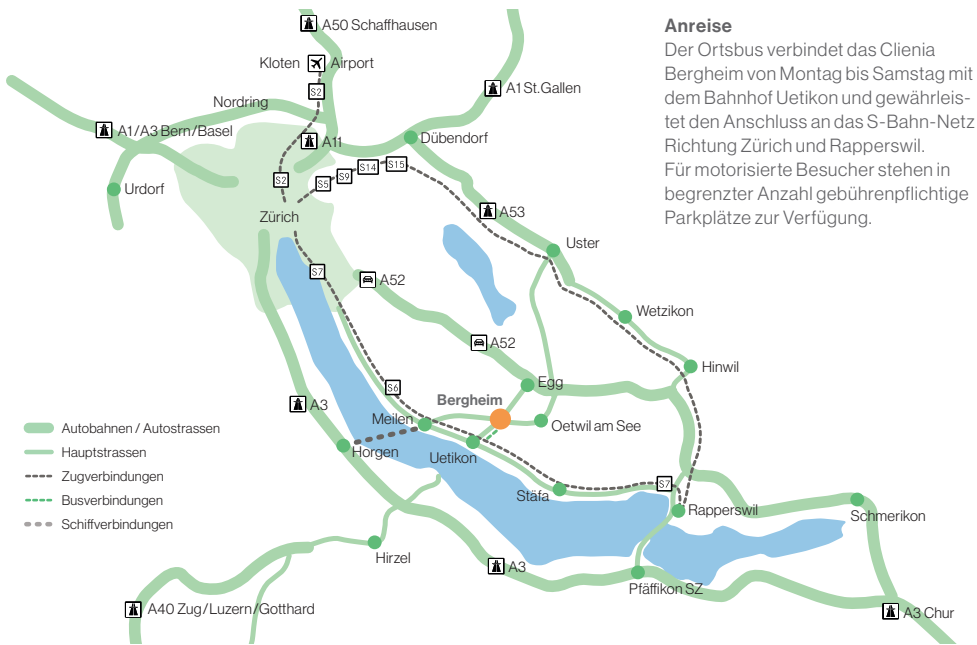 Anreise
Der Ortsbus verbindet das Clienia
Bergheim von Montag bis Samstag mit
dem Bahnhof Uetikon und gewährleis-
tet den Anschluss an das S-Bahn-Netz
Richtung Zürich und Rapperswil.
Für motorisierte Besucher stehen in
begrenzter Anzahl gebührenpflichtige
Parkplätze zur Verfügung.
A50 Schaffhausen
Kloten Airport
S2
A1 St.Gallen
Nordring
A1/A3 Bern/Basel
A11
Dübendorf
S2
S5
S9
S14
S15
Urdorf
Zürich
A53
Uster
S7
A52
Wetzikon
A52
Hinwil
Egg
S6
Bergheim
A3
Meilen
Oetwil am See
Horgen
Uetikon
Autobahnen / Autostrassen
Hauptstrassen
Zugverbindungen
Busverbindungen
Schiffverbindungen
Stäfa
S7
Rapperswil
Schmerikon
Hirzel
A3
Pfäffikon SZ
A40 Zug/Luzern/Gotthard
A3 Chur